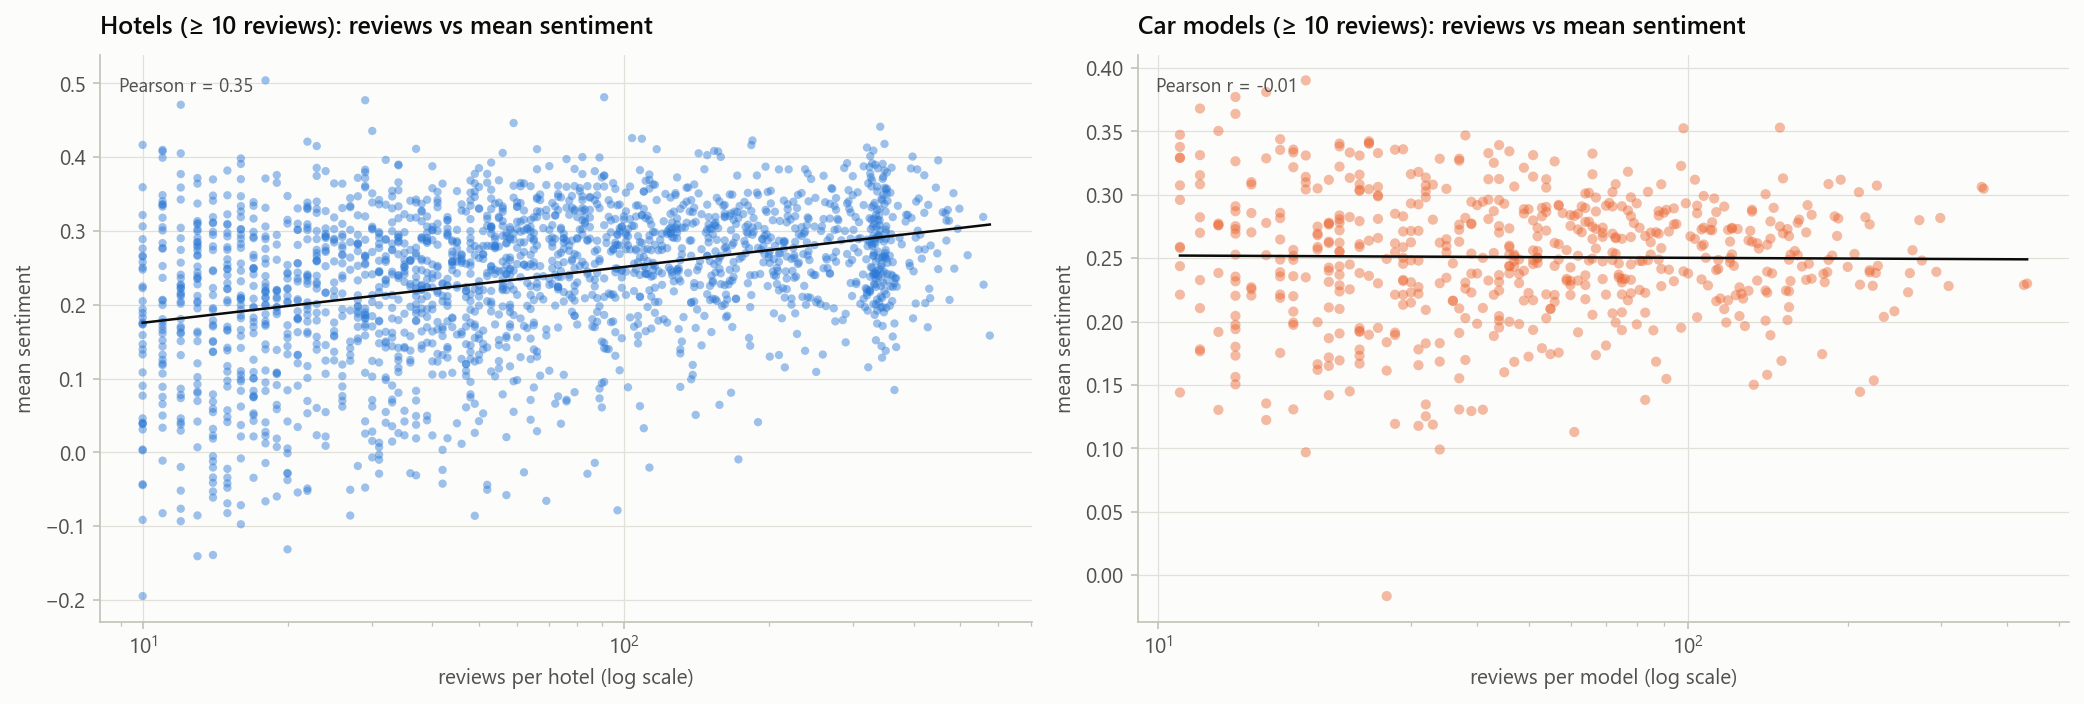 Hotels (≥ 10 reviews): reviews vs mean sentiment
Pearson r = 0.35
mean sentiment
0.5
0.4
0.3
0.2
0.1
0.0
−0.1
−0.2
10¹
10²
reviews per hotel (log scale)
Car models (≥ 10 reviews): reviews vs mean sentiment
Pearson r = -0.01
mean sentiment
0.40
0.35
0.30
0.25
0.20
0.15
0.10
0.05
0.00
10¹
10²
reviews per model (log scale)